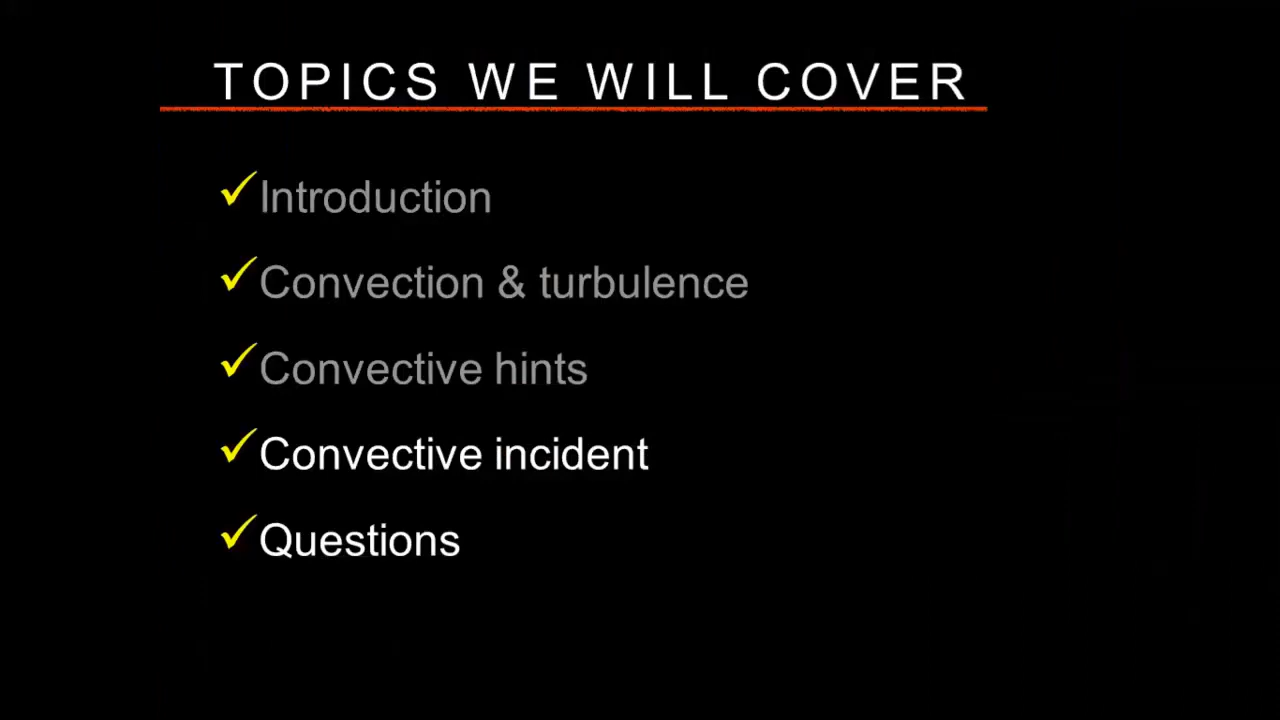 TOPICS WE WILL COVER
Introduction
Convection & turbulence
Convective hints
Convective incident
Questions